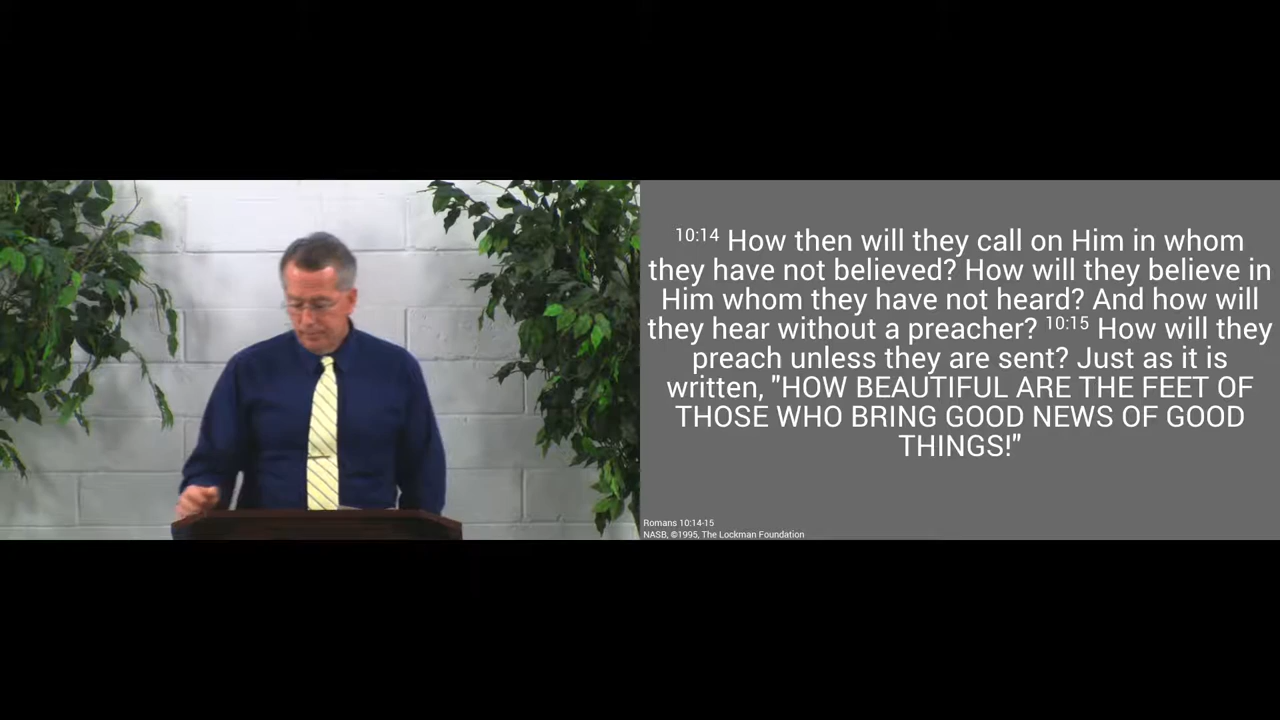 10:14 How then will they call on Him in whom
they have not believed? How will they believe in
Him whom they have not heard? And how will
they hear without a preacher? 10:15 How will they
preach unless they are sent? Just as it is
written, "HOW BEAUTIFUL ARE THE FEET OF
THOSE WHO BRING GOOD NEWS OF GOOD
THINGS!"
Romans 10:14-15
NASB, ©1995, The Lockman Foundation